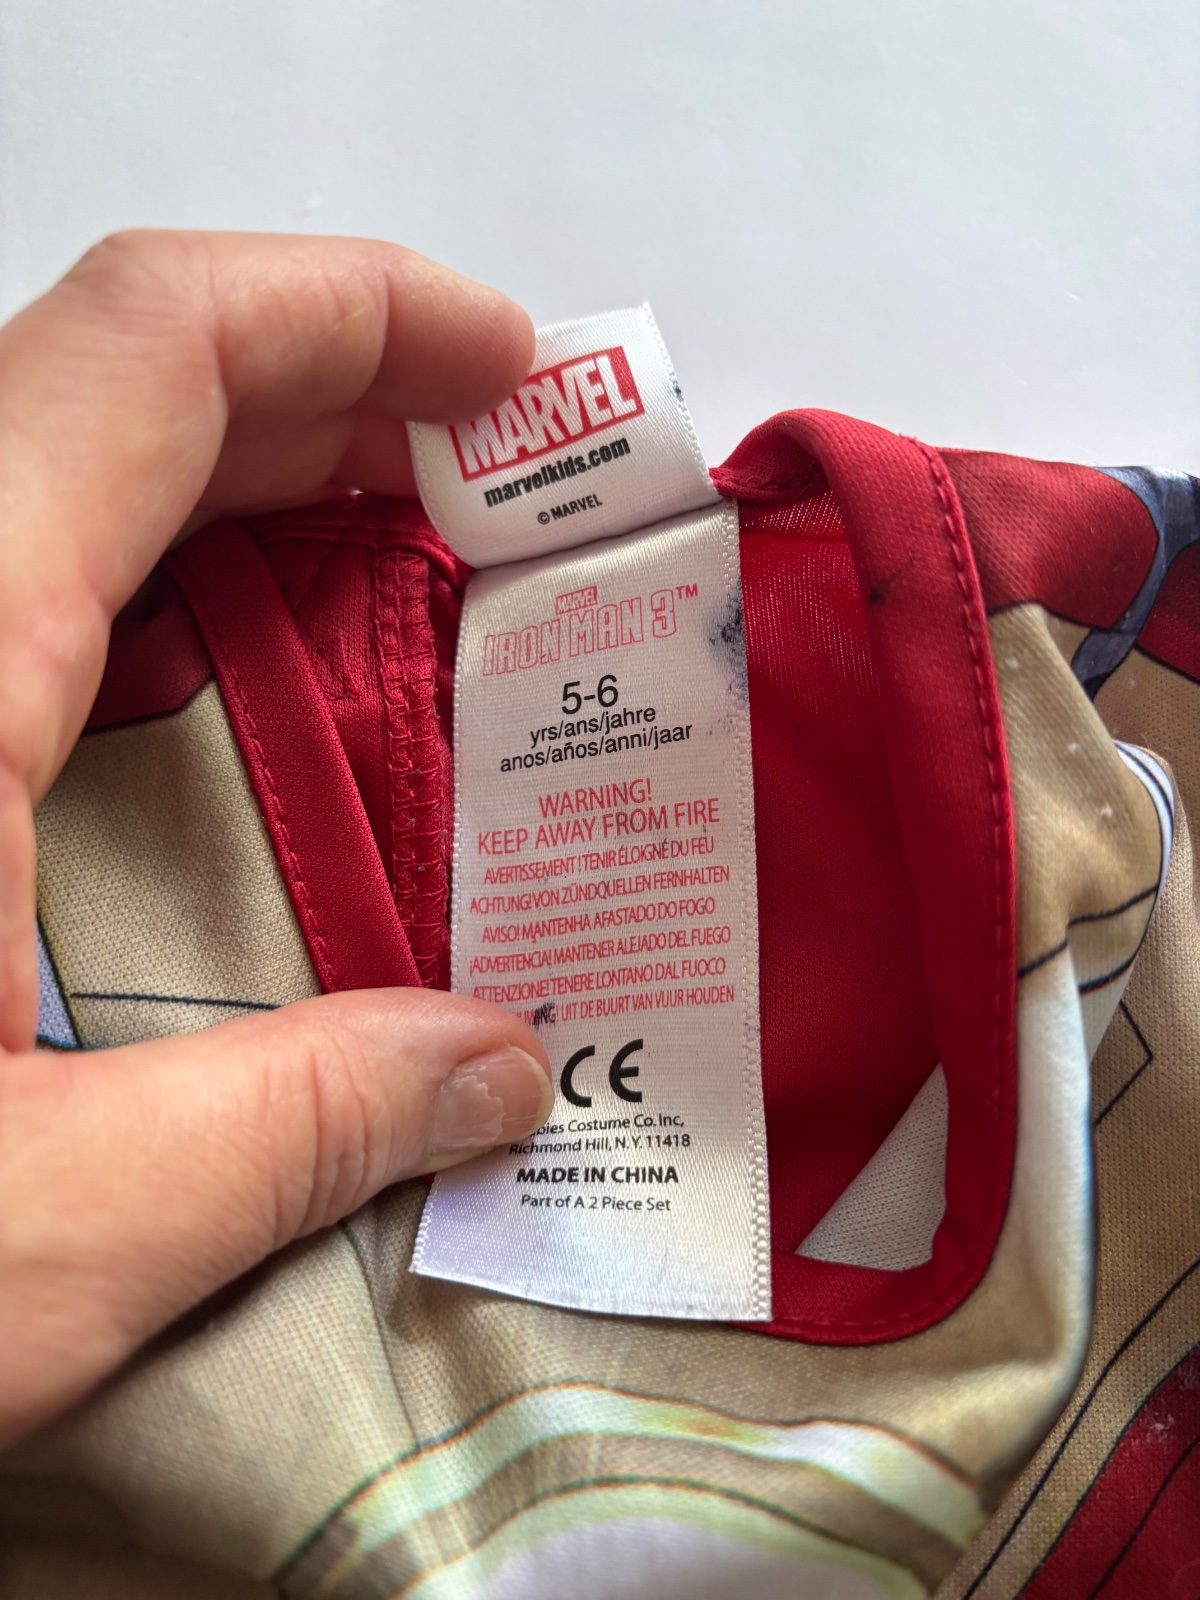 MARVEL
marvelkids.com
© MARVEL
MARVEL
IRON MAN 3™
5-6
yrs/ans/jahre
anos/años/anni/jaar
WARNING!
KEEP AWAY FROM FIRE
AVERTISSEMENT ! TENIR ÉLOIGNÉ DU FEU
ACHTUNG! VON ZÜNDQUELLEN FERNHALTEN
AVISO! MANTENHA AFASTADO DO FOGO
¡ADVERTENCIA! MANTENER ALEJADO DEL FUEGO
ATTENZIONE! TENERE LONTANO DAL FUOCO
UIT DE BUURT VAN VUUR HOUDEN
CE
Costume Co. Inc,
Richmond Hill, N.Y. 11418
MADE IN CHINA
Part of A 2 Piece Set